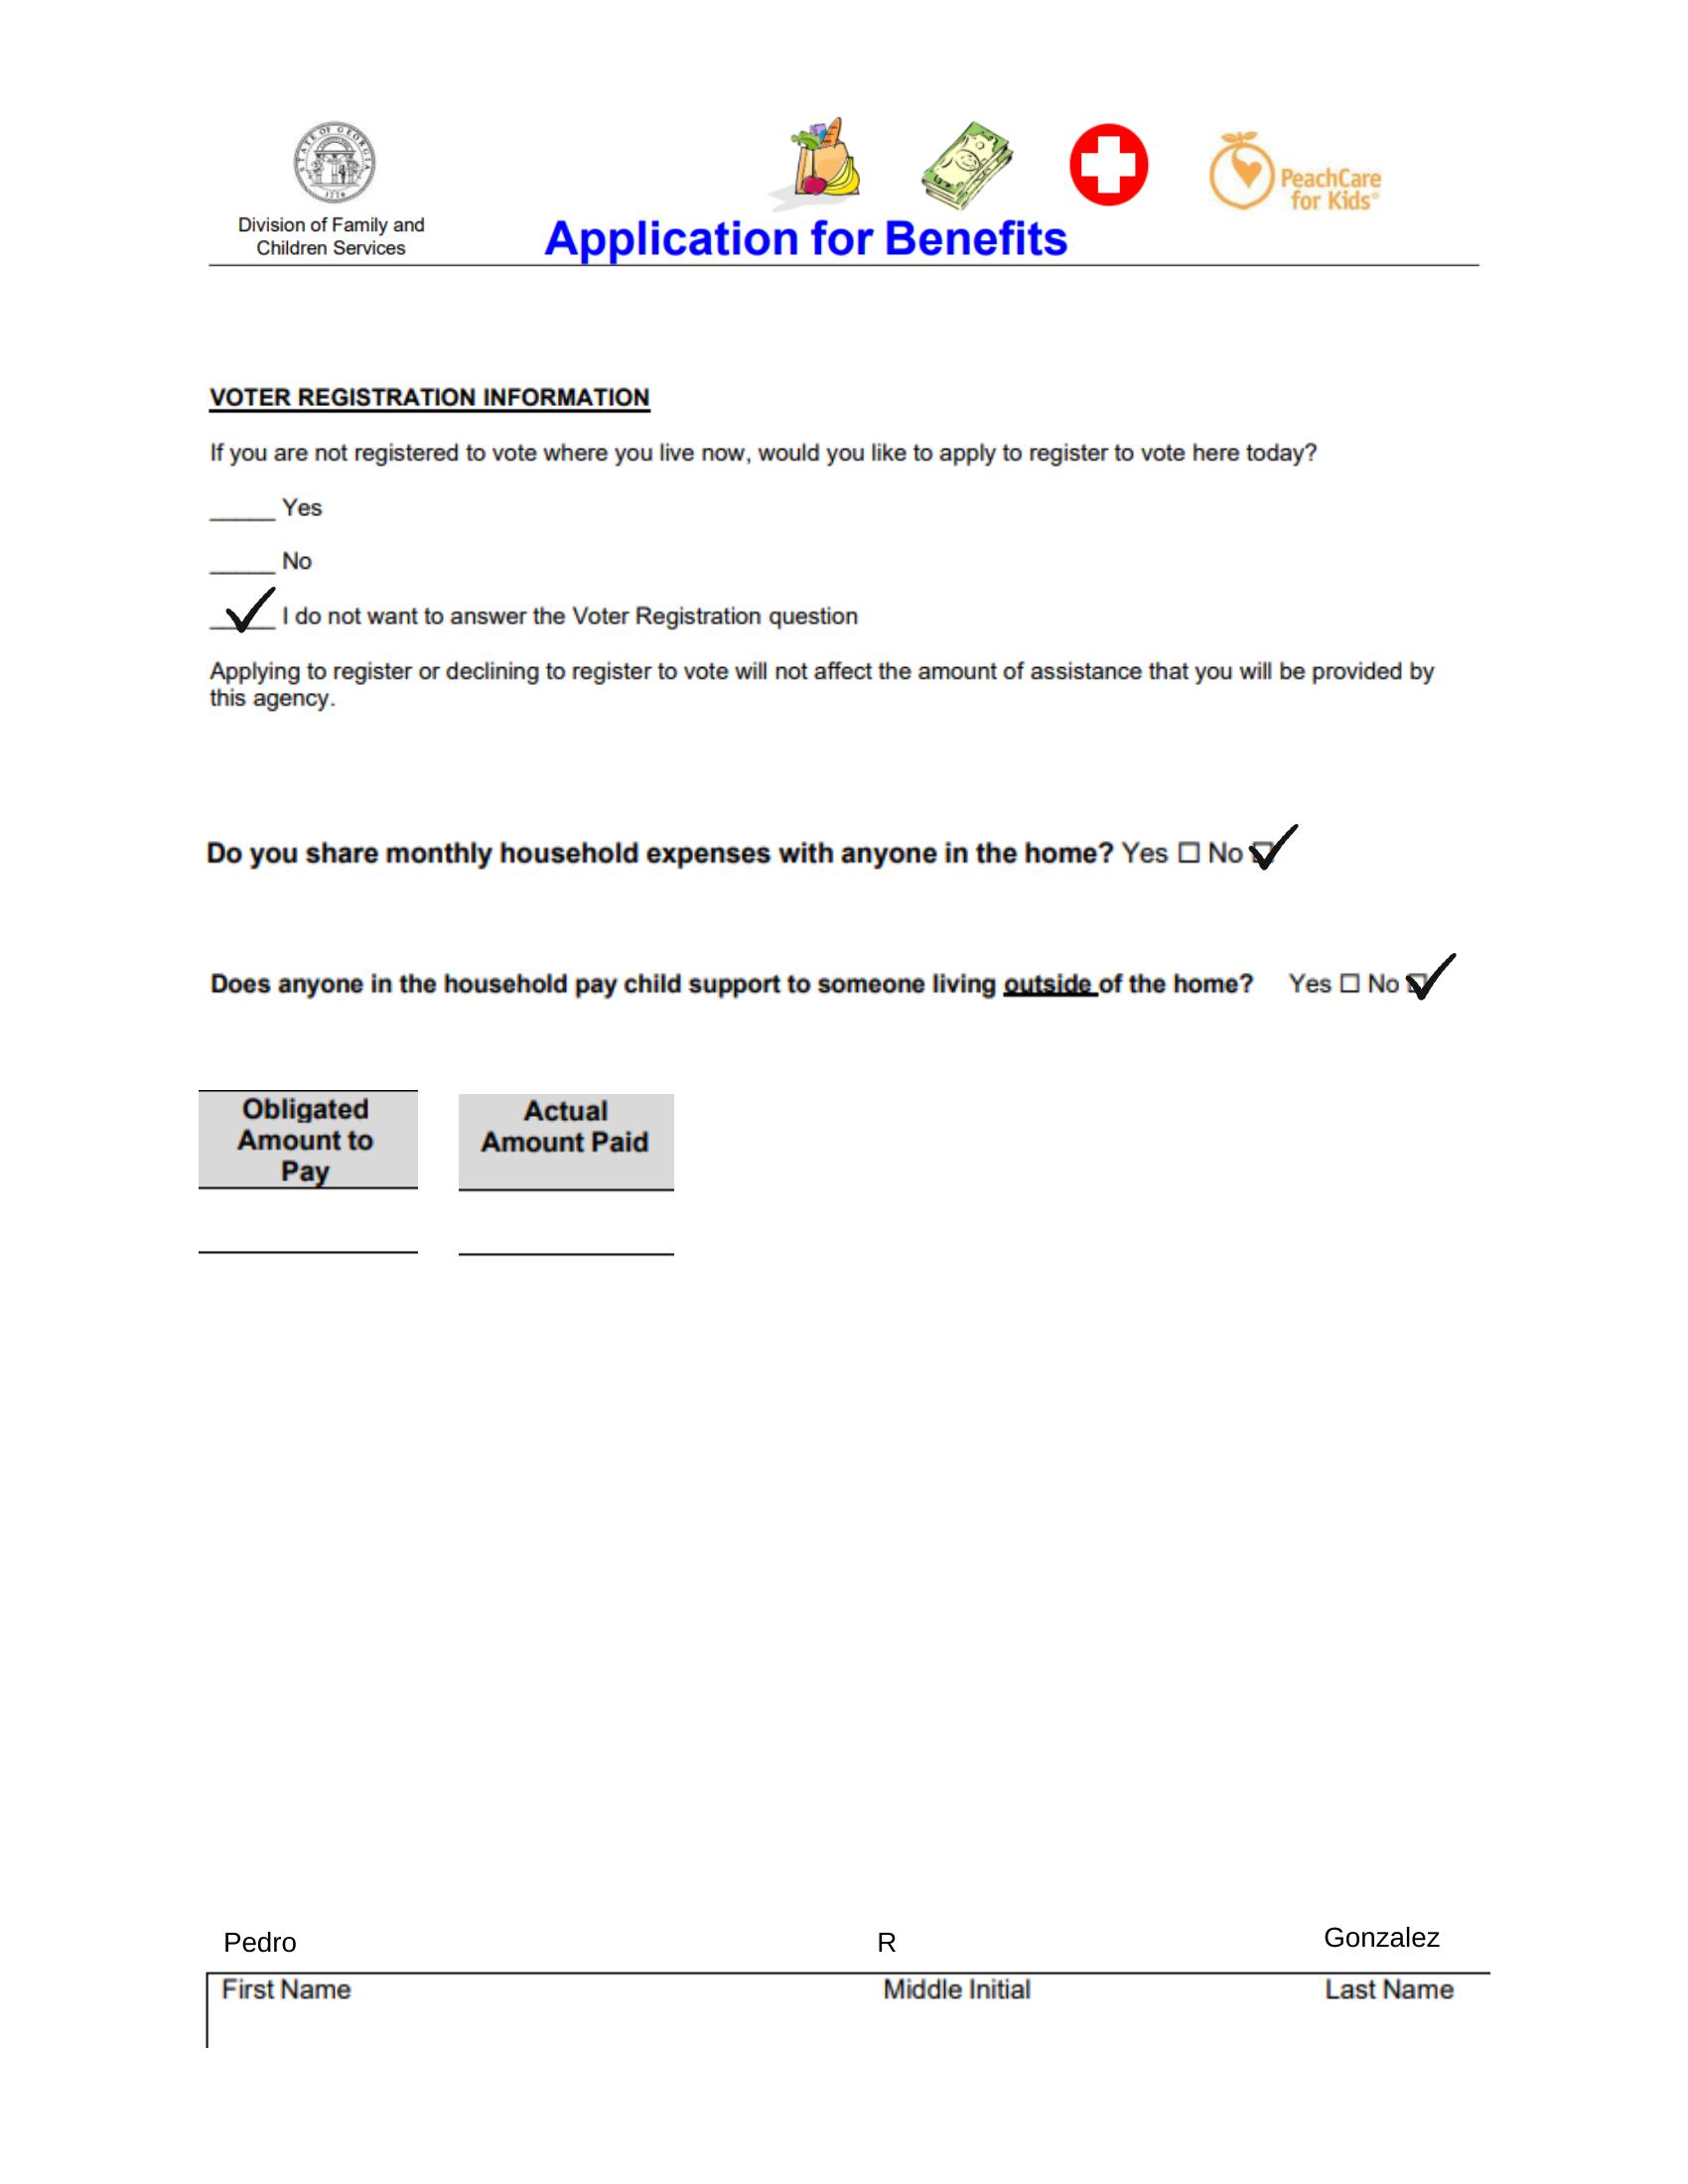 STATE OF GEORGIA
1776
PeachCare
for Kids®
Division of Family and
Children Services
Application for Benefits
VOTER REGISTRATION INFORMATION
If you are not registered to vote where you live now, would you like to apply to register to vote here today?
_____ Yes
_____ No
_____ I do not want to answer the Voter Registration question
Applying to register or declining to register to vote will not affect the amount of assistance that you will be provided by
this agency.
Do you share monthly household expenses with anyone in the home? Yes ☐ No ☑
Does anyone in the household pay child support to someone living outside of the home? Yes ☐ No ☑
Obligated
Amount to
Pay
Actual
Amount Paid
Pedro R Gonzalez
First Name Middle Initial Last Name